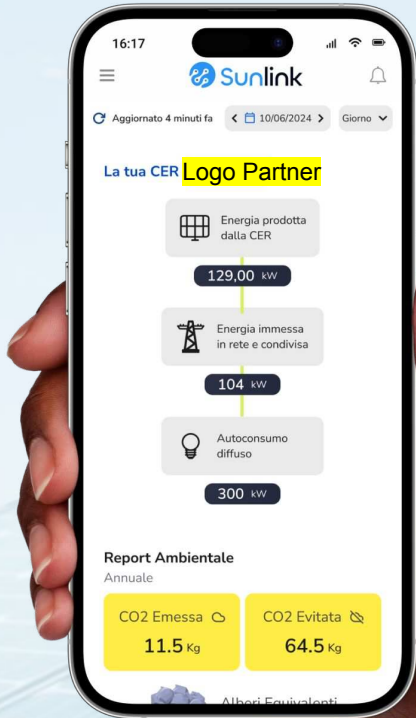 16:17
Sunlink
Aggiornato 4 minuti fa
10/06/2024
Giorno
La tua CER Logo Partner
Energia prodotta
dalla CER
129,00 kW
Energia immessa
in rete e condivisa
104 kW
Autoconsumo
diffuso
300 kW
Report Ambientale
Annuale
CO2 Emessa
11.5 Kg
CO2 Evitata
64.5 Kg
Alberi Equivalenti